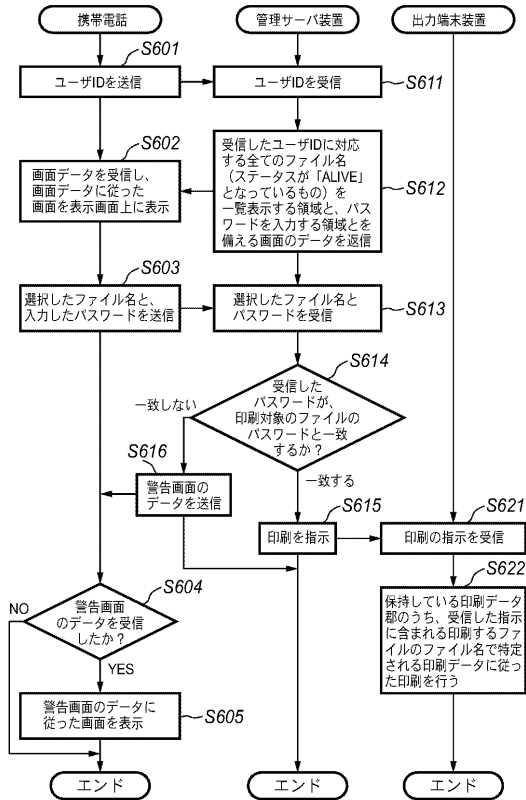 携帯電話
管理サーバ装置
出力端末装置
S601
ユーザIDを送信
ユーザIDを受信
S611
S602
画面データを受信し、
画面データに従った
画面を表示画面上に表示
受信したユーザIDに対応
する全てのファイル名
（ステータスが「ALIVE」
となっているもの）を
一覧表示する領域と、パス
ワードを入力する領域とを
備える画面のデータを返信
S612
S603
選択したファイル名と、
入力したパスワードを送信
選択したファイル名と
パスワードを受信
S613
S614
受信した
パスワードが、
印刷対象のファイルの
パスワードと一致
するか？
一致しない
一致する
S616
警告画面の
データを送信
S615
印刷を指示
S621
印刷の指示を受信
S622
保持している印刷データ
郡のうち、受信した指示
に含まれる印刷するファ
イルのファイル名で特定
される印刷データに従っ
た印刷を行う
S604
警告画面
のデータを受信
したか？
NO
YES
警告画面のデータに
従った画面を表示
S605
エンド
エンド
エンド